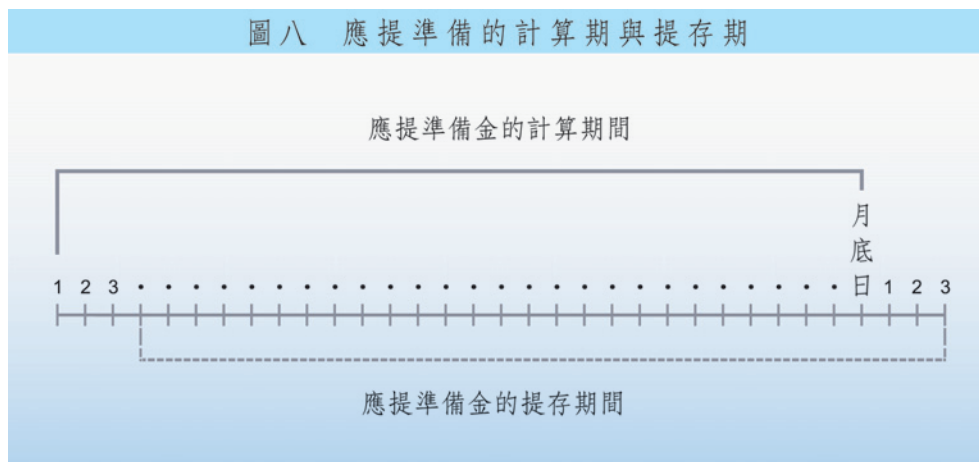 圖八 應提準備的計算期與提存期
應提準備金的計算期間
1 2 3 • • • • • • • • • • • • • • • • • • • • • • • • • • 月底日 1 2 3
應提準備金的提存期間